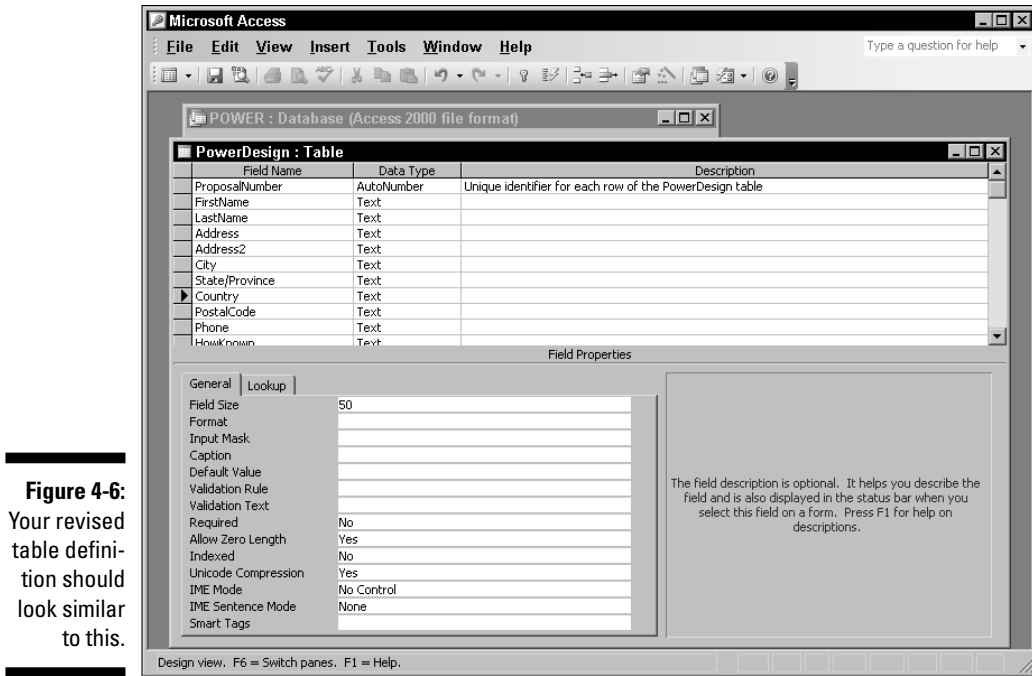 Microsoft Access
File Edit View Insert Tools Window Help
Type a question for help
POWER : Database (Access 2000 file format)
PowerDesign : Table
Field Name Data Type Description
ProposalNumber AutoNumber Unique identifier for each row of the PowerDesign table
FirstName Text
LastName Text
Address Text
Address2 Text
City Text
State/Province Text
Country Text
PostalCode Text
Phone Text
HowKnown Text
Field Properties
General Lookup
Field Size 50
Format
Input Mask
Caption
Default Value
Validation Rule
Validation Text
Required No
Allow Zero Length Yes
Indexed No
Unicode Compression Yes
IME Mode No Control
IME Sentence Mode None
Smart Tags
The field description is optional. It helps you describe the
field and is also displayed in the status bar when you
select this field on a form. Press F1 for help on
descriptions.
Design view. F6 = Switch panes. F1 = Help.
Figure 4-6:
Your revised
table defini-
tion should
look similar
to this.